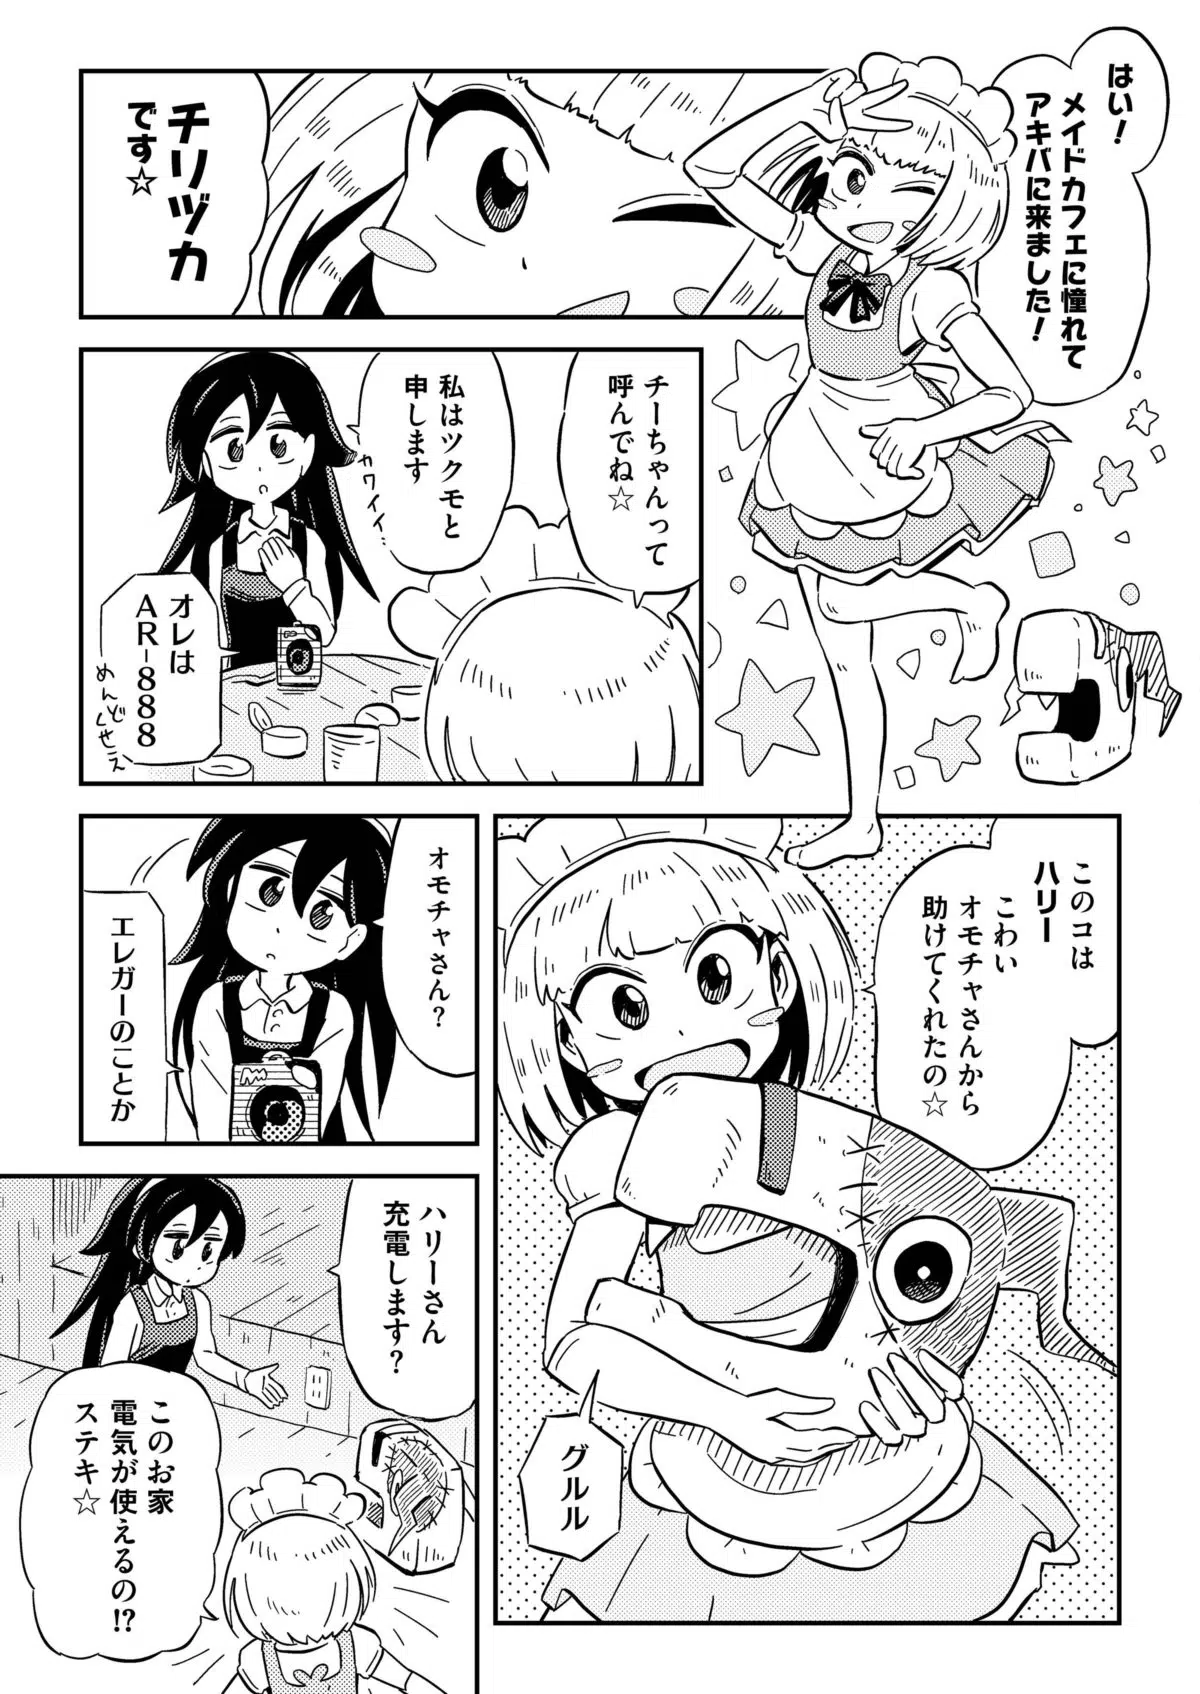 はい！
メイドカフェに憧れて
アキバに来ました！
チリヅカ
です☆
チーちゃんって
呼んでね☆
私はツクモと
申します
カワイイ…
オレは
AR-888
めんど
くせえ
このコは
ハリー
こわい
オモチャさんから
助けてくれたの☆
グルル
オモチャさん？
エレガーのことか
ハリーさん
充電します？
このお家
電気が使えるの!?
ステキ☆